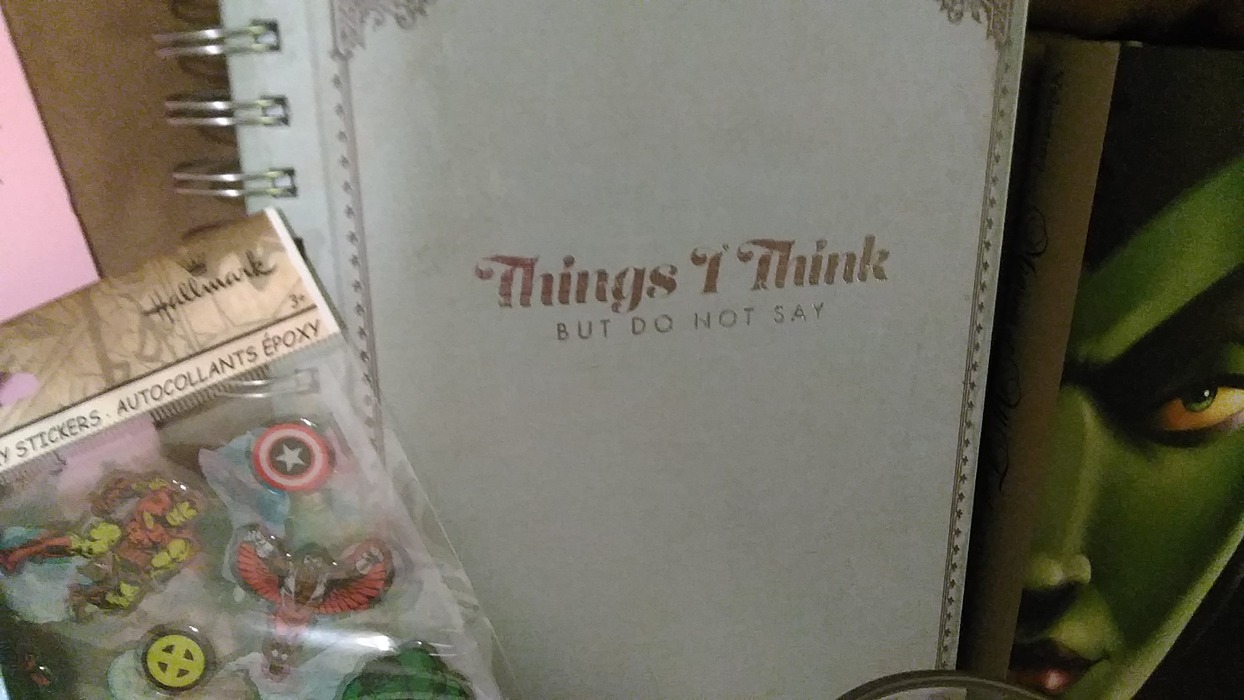 Things I Think
BUT DO NOT SAY
Hallmark
3+
Y STICKERS · AUTOCOLLANTS ÉPOXY